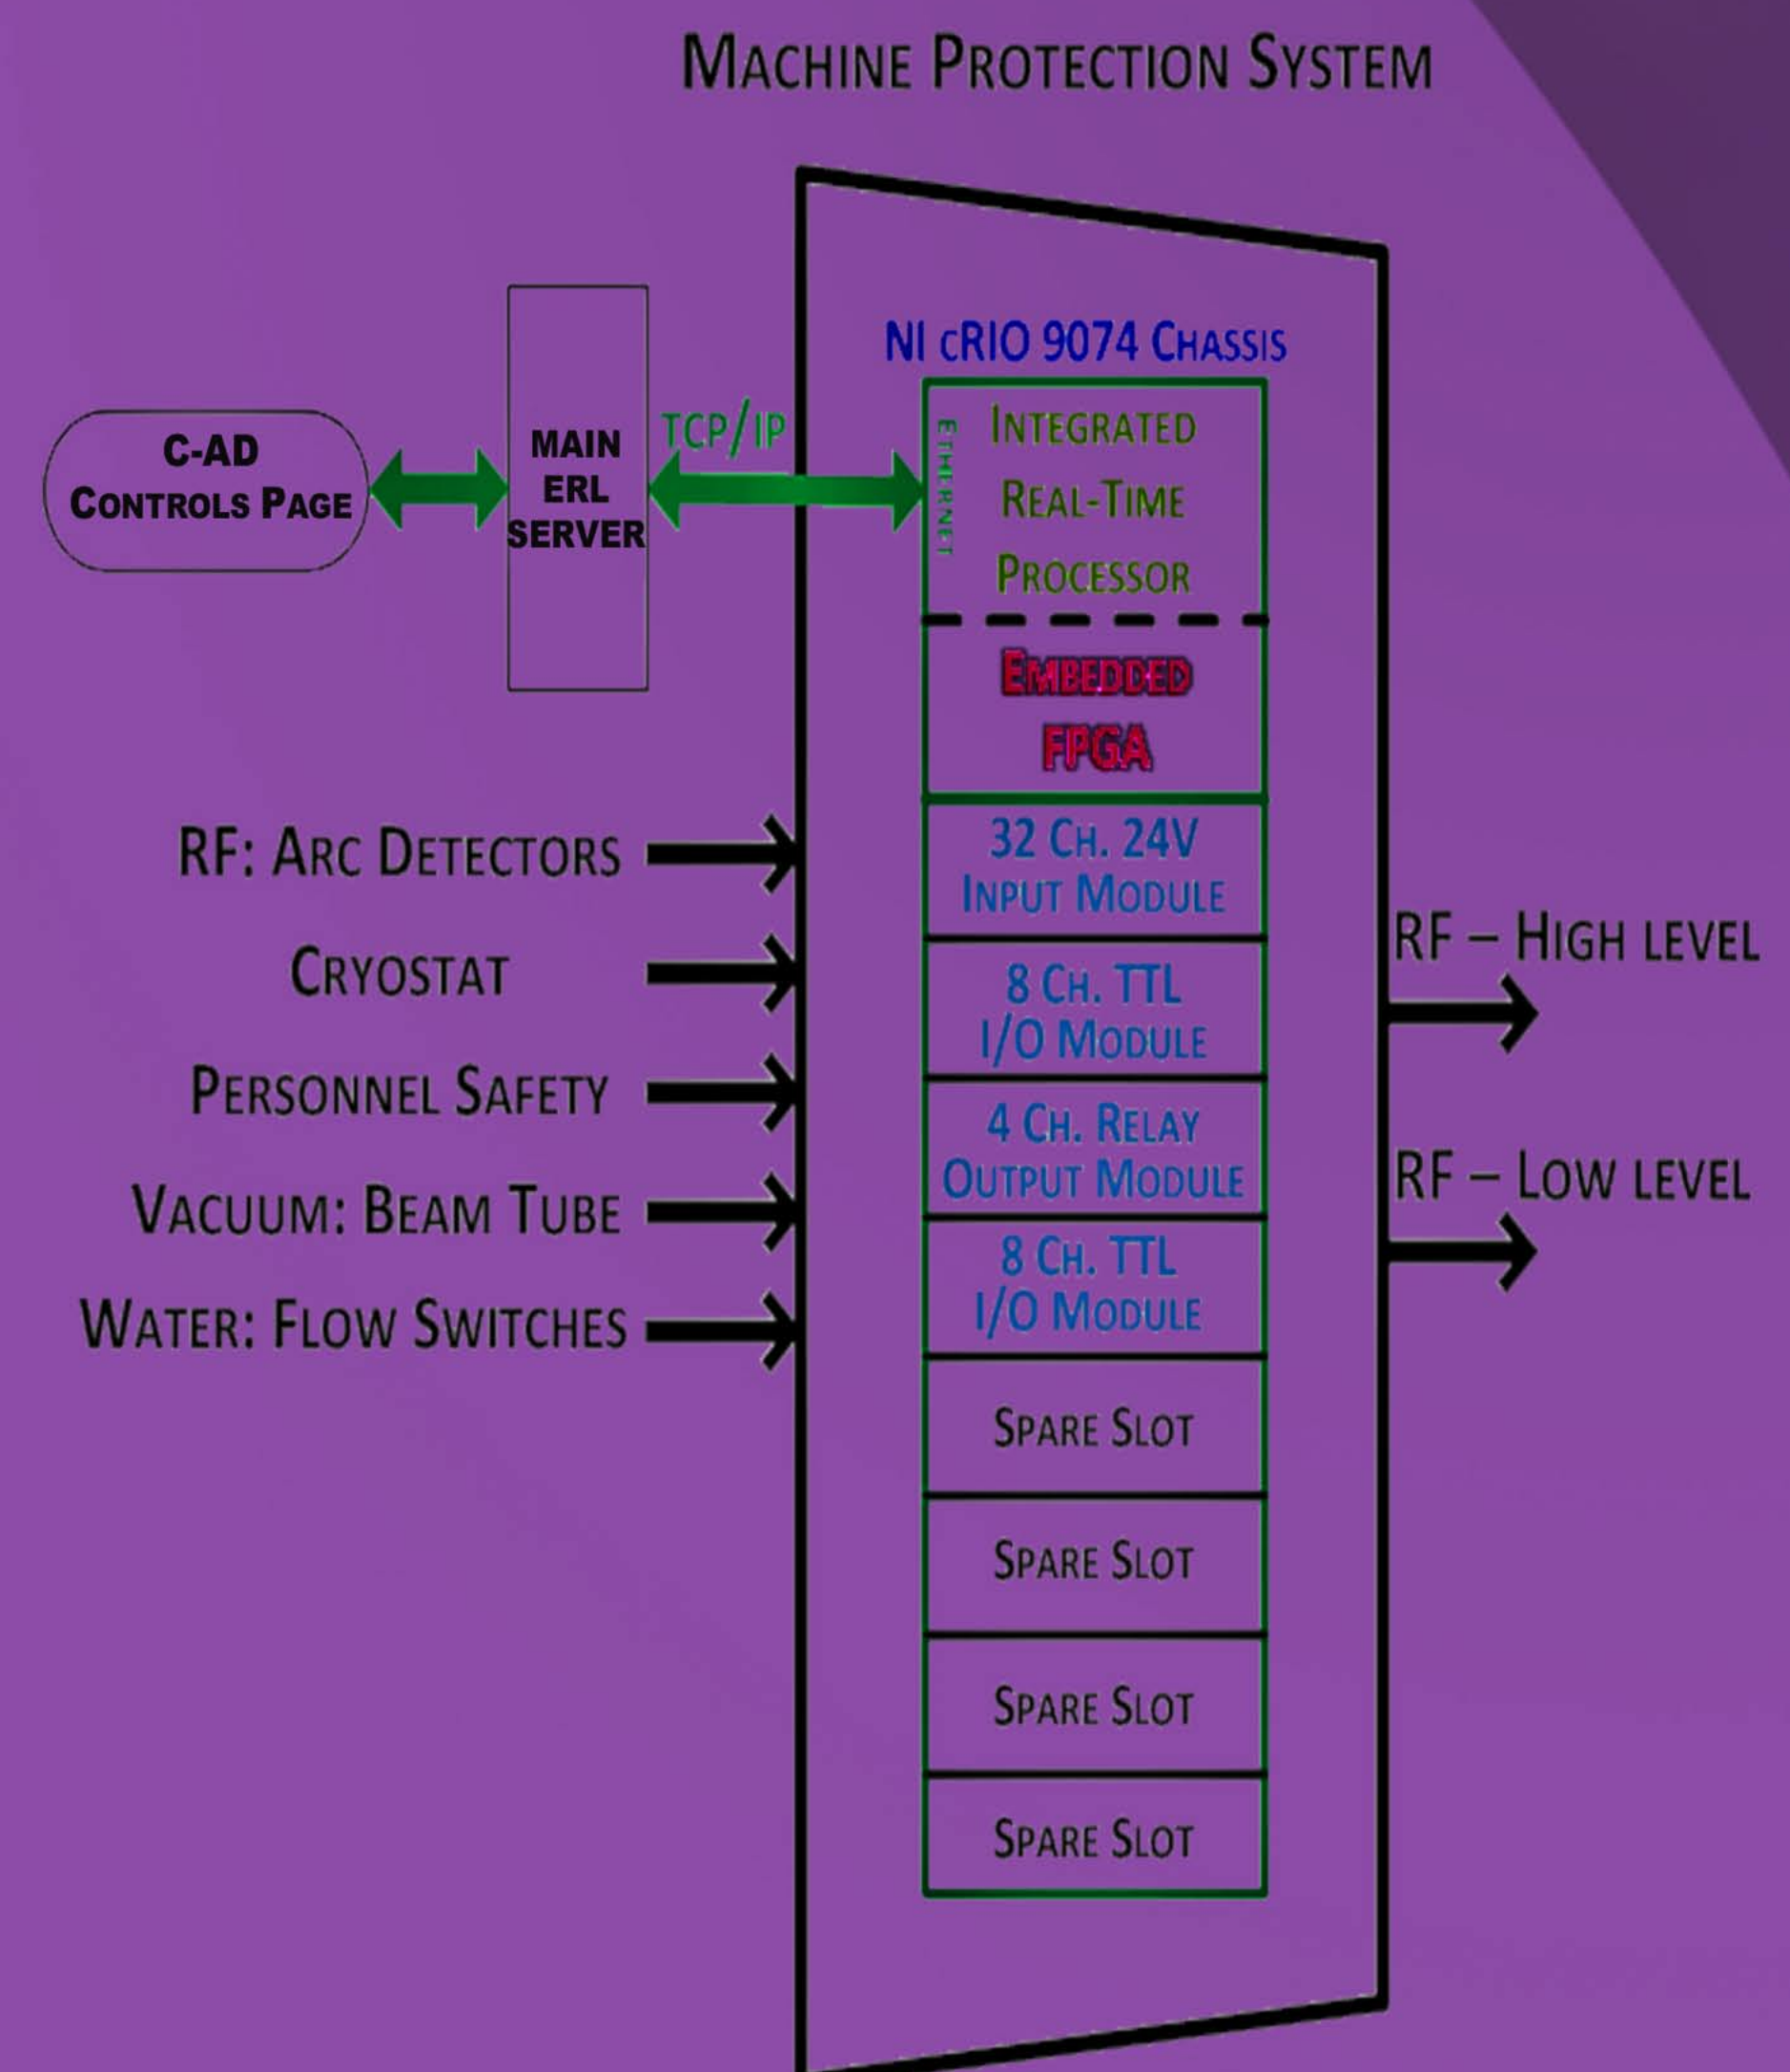 Machine Protection System
NI cRIO 9074 Chassis
C-AD
Controls Page
MAIN
ERL
SERVER
TCP/IP
Ethernet
Integrated
Real-Time
Processor
Embedded
FPGA
RF: Arc Detectors
Cryostat
Personnel Safety
Vacuum: Beam Tube
Water: Flow Switches
32 Ch. 24V
Input Module
8 Ch. TTL
I/O Module
4 Ch. Relay
Output Module
8 Ch. TTL
I/O Module
Spare Slot
Spare Slot
Spare Slot
Spare Slot
RF – High level
RF – Low level